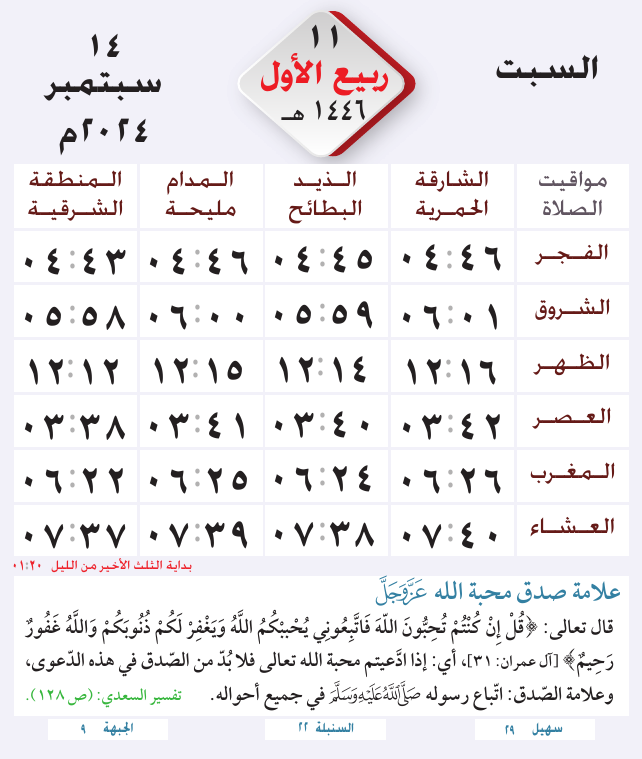 السبت
١١
ربيع الأول
١٤٤٦ هـ
١٤
سبتمبر
٢٠٢٤م
مواقيت الصلاة | الشارقة الحمرية | الذيد البطائح | المدام مليحة | المنطقة الشرقية
الفجر ٠٤:٤٦ ٠٤:٤٥ ٠٤:٤٦ ٠٤:٤٣
الشروق ٠٦:٠١ ٠٥:٥٩ ٠٦:٠٠ ٠٥:٥٨
الظهر ١٢:١٦ ١٢:١٤ ١٢:١٥ ١٢:١٢
العصر ٠٣:٤٢ ٠٣:٤٠ ٠٣:٤١ ٠٣:٣٨
المغرب ٠٦:٢٦ ٠٦:٢٤ ٠٦:٢٥ ٠٦:٢٢
العشاء ٠٧:٤٠ ٠٧:٣٨ ٠٧:٣٩ ٠٧:٣٧
بداية الثلث الأخير من الليل ٠١:٢٠
علامة صدق محبة الله عَزَّوَجَلَّ
قال تعالى: ﴿قُلْ إِن كُنْتُمْ تُحِبُّونَ اللَّهَ فَاتَّبِعُونِي يُحْبِبْكُمُ اللَّهُ وَيَغْفِرْ لَكُمْ ذُنُوبَكُمْ وَاللَّهُ غَفُورٌ
رَحِيمٌ﴾ [آل عمران: ٣١]، أي: إذا ادَّعيتم محبة الله تعالى فلا بُدّ من الصّدق في هذه الدّعوى،
وعلامة الصّدق: اتّباع رسوله صَلَّى اللَّهُ عَلَيْهِ وَسَلَّمَ في جميع أحواله. تفسير السعدي: (ص ١٢٨).
سهيل ٢٩ السنبلة ٢٢ الجبهة ٩